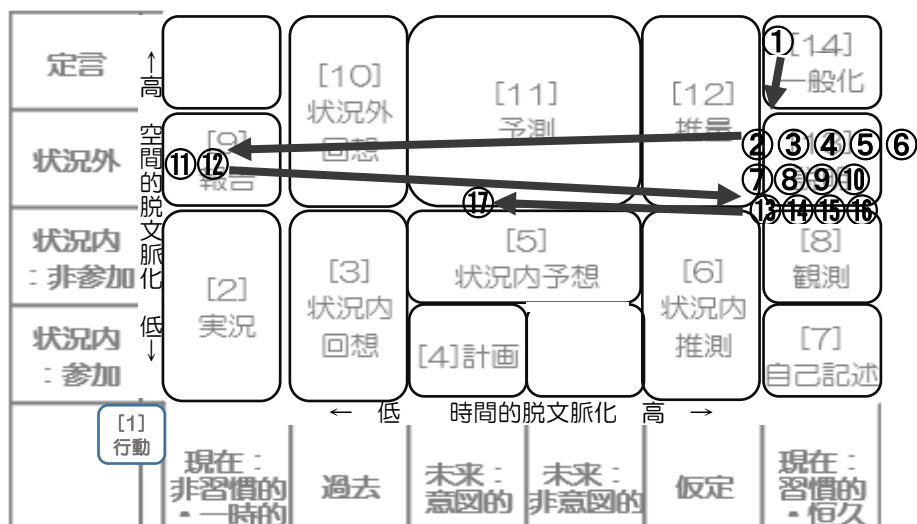 定言
状況外
状況内
：非参加
状況内
：参加
↑
高
空間的脱文脈化
低
↓
[10]
状況外
回想
[11]
予測
[12]
推量
①
[14]
一般化
[9]
報告
⑪⑫
②③④⑤⑥
⑦⑧⑨⑩
⑬⑭⑮⑯
⑰
[2]
実況
[3]
状況内
回想
[5]
状況内予想
[4]計画
[6]
状況内
推測
[8]
観測
[7]
自己記述
[1]
行動
← 低 時間的脱文脈化 高 →
現在：
非習慣的
・一時的
過去
未来：
意図的
未来：
非意図的
仮定
現在：
習慣的
・恒久